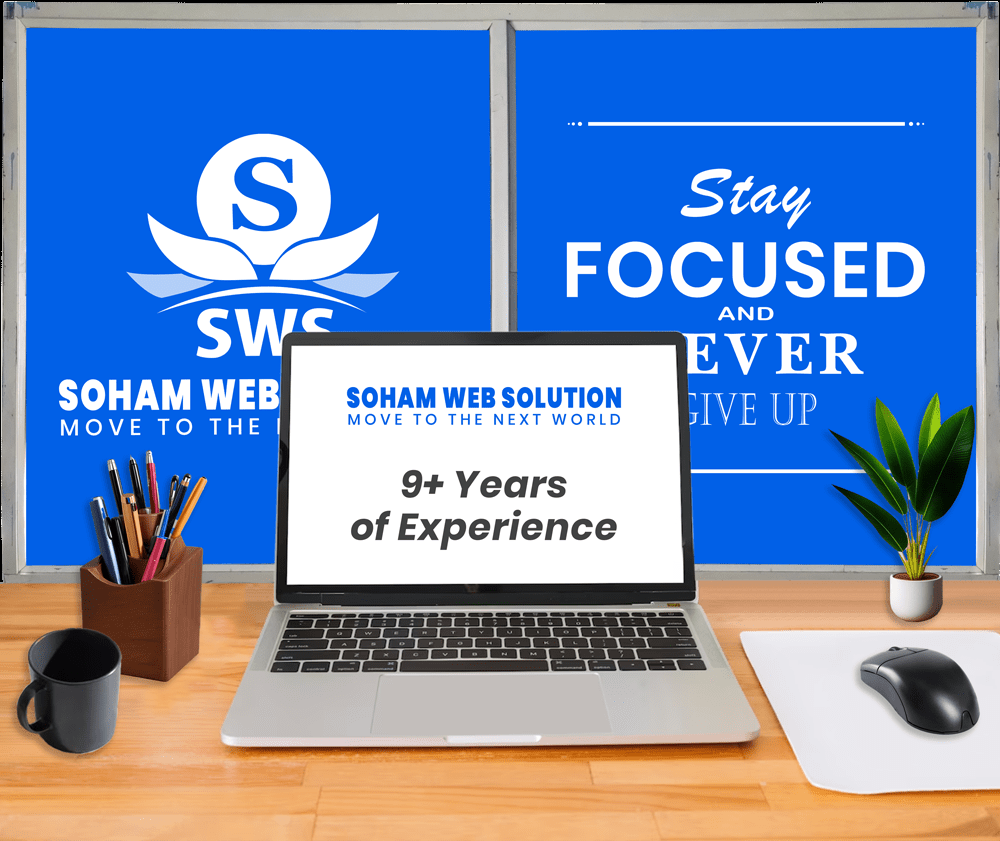 S
SWS
SOHAM WEB
MOVE TO THE
Stay
FOCUSED
AND
EVER
GIVE UP
SOHAM WEB SOLUTION
MOVE TO THE NEXT WORLD
9+ Years
of Experience